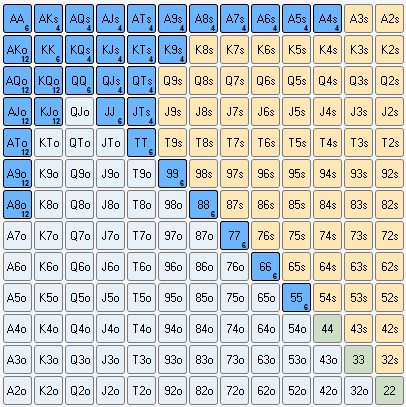 AA 6 AKs 4 AQs 4 AJs 4 ATs 4 A9s 4 A8s 4 A7s 4 A6s 4 A5s 4 A4s 4 A3s A2s
AKo 12 KK 6 KQs 4 KJs 4 KTs 4 K9s 4 K8s K7s K6s K5s K4s K3s K2s
AQo 12 KQo 12 QQ 6 QJs 4 QTs 4 Q9s Q8s Q7s Q6s Q5s Q4s Q3s Q2s
AJo 12 KJo 12 QJo JJ 6 JTs 4 J9s J8s J7s J6s J5s J4s J3s J2s
ATo 12 KTo QTo JTo TT 6 T9s T8s T7s T6s T5s T4s T3s T2s
A9o 12 K9o Q9o J9o T9o 99 6 98s 97s 96s 95s 94s 93s 92s
A8o 12 K8o Q8o J8o T8o 98o 88 6 87s 86s 85s 84s 83s 82s
A7o K7o Q7o J7o T7o 97o 87o 77 6 76s 75s 74s 73s 72s
A6o K6o Q6o J6o T6o 96o 86o 76o 66 6 65s 64s 63s 62s
A5o K5o Q5o J5o T5o 95o 85o 75o 65o 55 6 54s 53s 52s
A4o K4o Q4o J4o T4o 94o 84o 74o 64o 54o 44 43s 42s
A3o K3o Q3o J3o T3o 93o 83o 73o 63o 53o 43o 33 32s
A2o K2o Q2o J2o T2o 92o 82o 72o 62o 52o 42o 32o 22